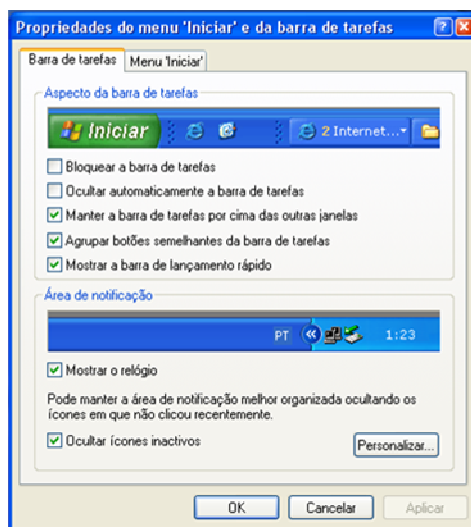 Propriedades do menu 'Iniciar' e da barra de tarefas
Barra de tarefas Menu 'Iniciar'
Aspecto da barra de tarefas
Iniciar 2 Internet...
Bloquear a barra de tarefas
Ocultar automaticamente a barra de tarefas
Manter a barra de tarefas por cima das outras janelas
Agrupar botões semelhantes da barra de tarefas
Mostrar a barra de lançamento rápido
Área de notificação
PT 1:23
Mostrar o relógio
Pode manter a área de notificação melhor organizada ocultando os
ícones em que não clicou recentemente.
Ocultar ícones inactivos Personalizar...
OK Cancelar Aplicar